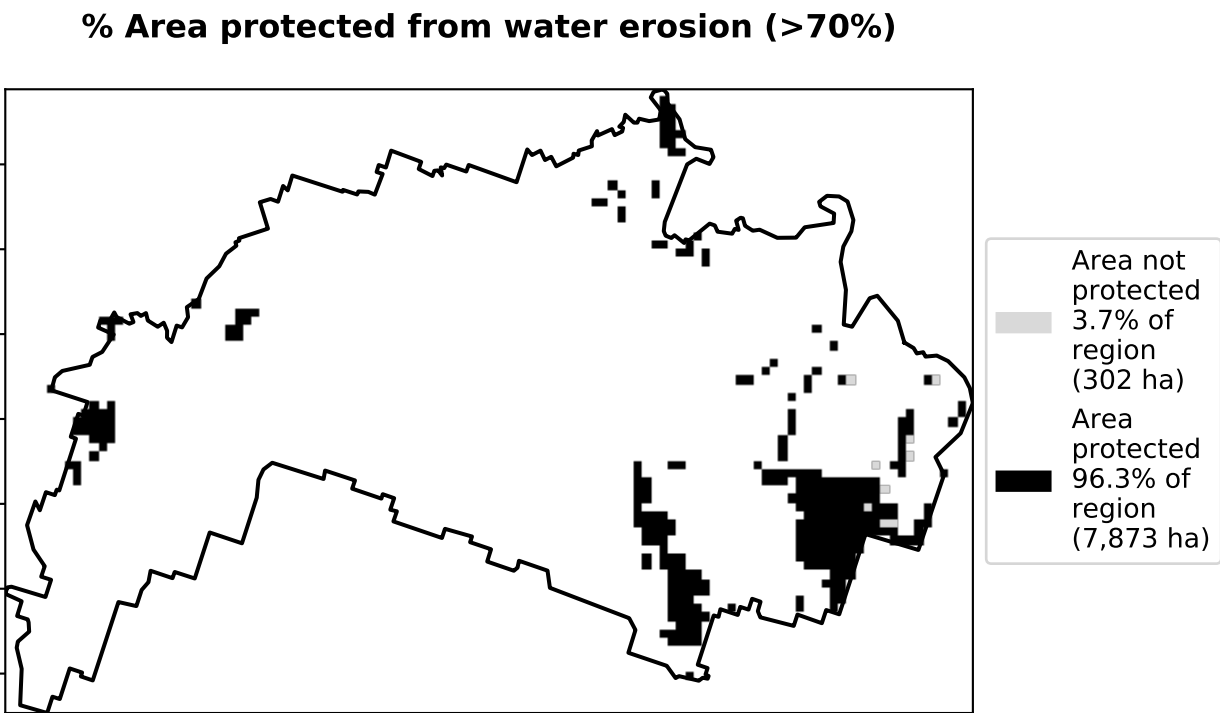 % Area protected from water erosion (>70%)
Area not
protected
3.7% of
region
(302 ha)
Area
protected
96.3% of
region
(7,873 ha)